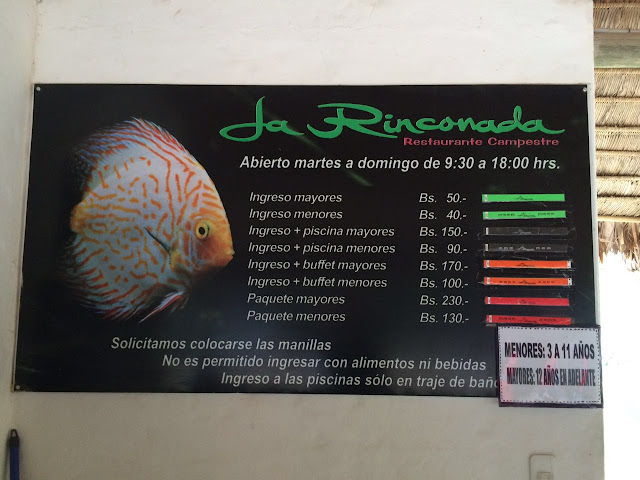 La Rinconada
Restaurante Campestre
Abierto martes a domingo de 9:30 a 18:00 hrs.
Ingreso mayores Bs. 50.-
Ingreso menores Bs. 40.-
Ingreso + piscina mayores Bs. 150.-
Ingreso + piscina menores Bs. 90.-
Ingreso + buffet mayores Bs. 170.-
Ingreso + buffet menores Bs. 100.-
Paquete mayores Bs. 230.-
Paquete menores Bs. 130.-
Solicitamos colocarse las manillas
No es permitido ingresar con alimentos ni bebidas
Ingreso a las piscinas sólo en traje de baño
MENORES: 3 A 11 AÑOS
MAYORES: 12 AÑOS EN ADELANTE